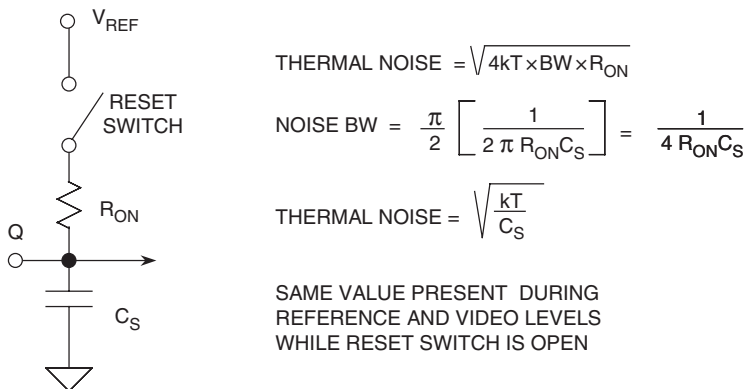 V_REF
RESET
SWITCH
R_ON
Q
C_S
THERMAL NOISE = √(4kT × BW × R_ON)
NOISE BW = π/2 [ 1/(2 π R_ON C_S) ] = 1/(4 R_ON C_S)
THERMAL NOISE = √(kT/C_S)
SAME VALUE PRESENT DURING
REFERENCE AND VIDEO LEVELS
WHILE RESET SWITCH IS OPEN